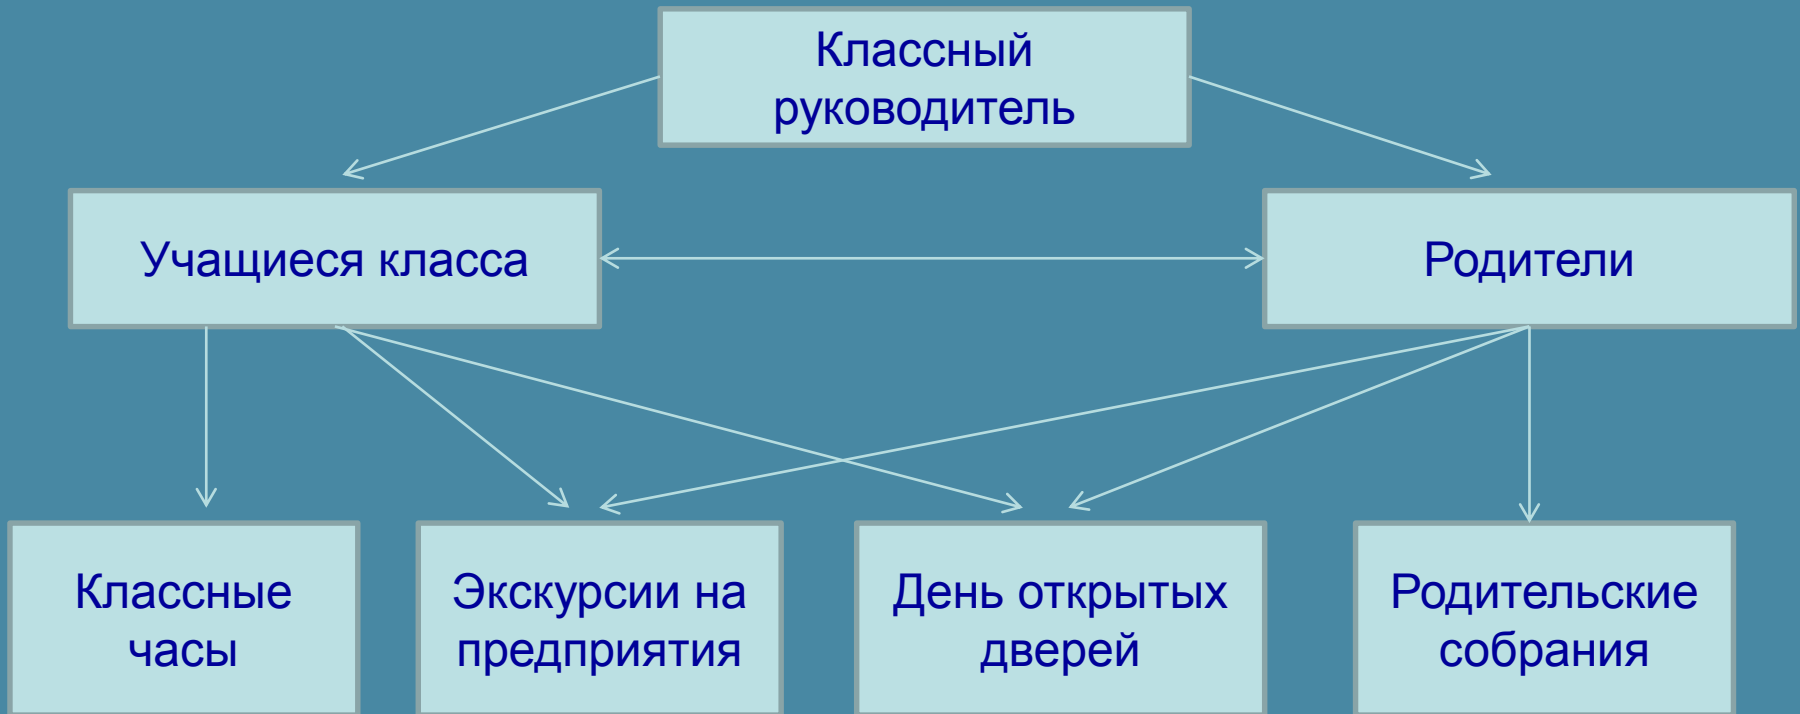 Классный
руководитель
Учащиеся класса
Родители
Классные
часы
Экскурсии на
предприятия
День открытых
дверей
Родительские
собрания